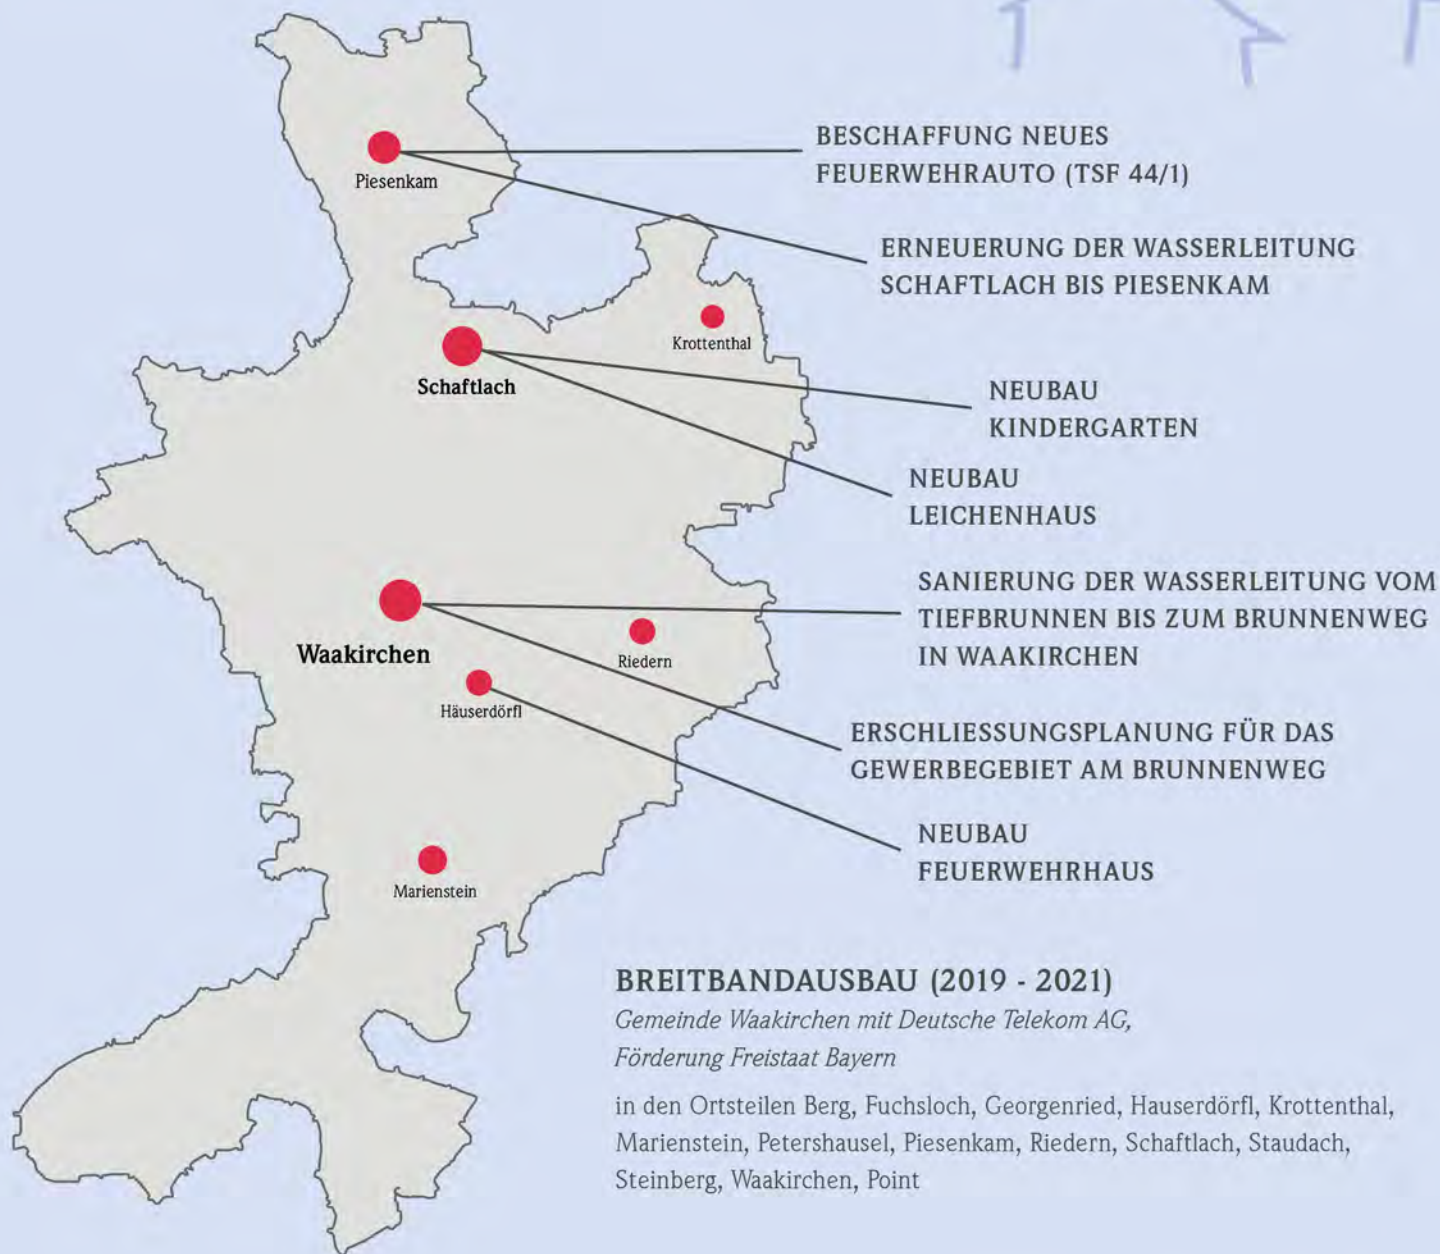 BESCHAFFUNG NEUES
FEUERWEHRAUTO (TSF 44/1)
Piesenkam
ERNEUERUNG DER WASSERLEITUNG
SCHAFTLACH BIS PIESENKAM
Krottenthal
Schaftlach
NEUBAU
KINDERGARTEN
NEUBAU
LEICHENHAUS
SANIERUNG DER WASSERLEITUNG VOM
TIEFBRUNNEN BIS ZUM BRUNNENWEG
IN WAAKIRCHEN
Waakirchen
Riedern
Häuserdörfl
ERSCHLIESSUNGSPLANUNG FÜR DAS
GEWERBEGEBIET AM BRUNNENWEG
NEUBAU
FEUERWEHRHAUS
Marienstein
BREITBANDAUSBAU (2019 - 2021)
Gemeinde Waakirchen mit Deutsche Telekom AG,
Förderung Freistaat Bayern
in den Ortsteilen Berg, Fuchsloch, Georgenried, Hauserdörfl, Krottenthal,
Marienstein, Petershausel, Piesenkam, Riedern, Schaftlach, Staudach,
Steinberg, Waakirchen, Point